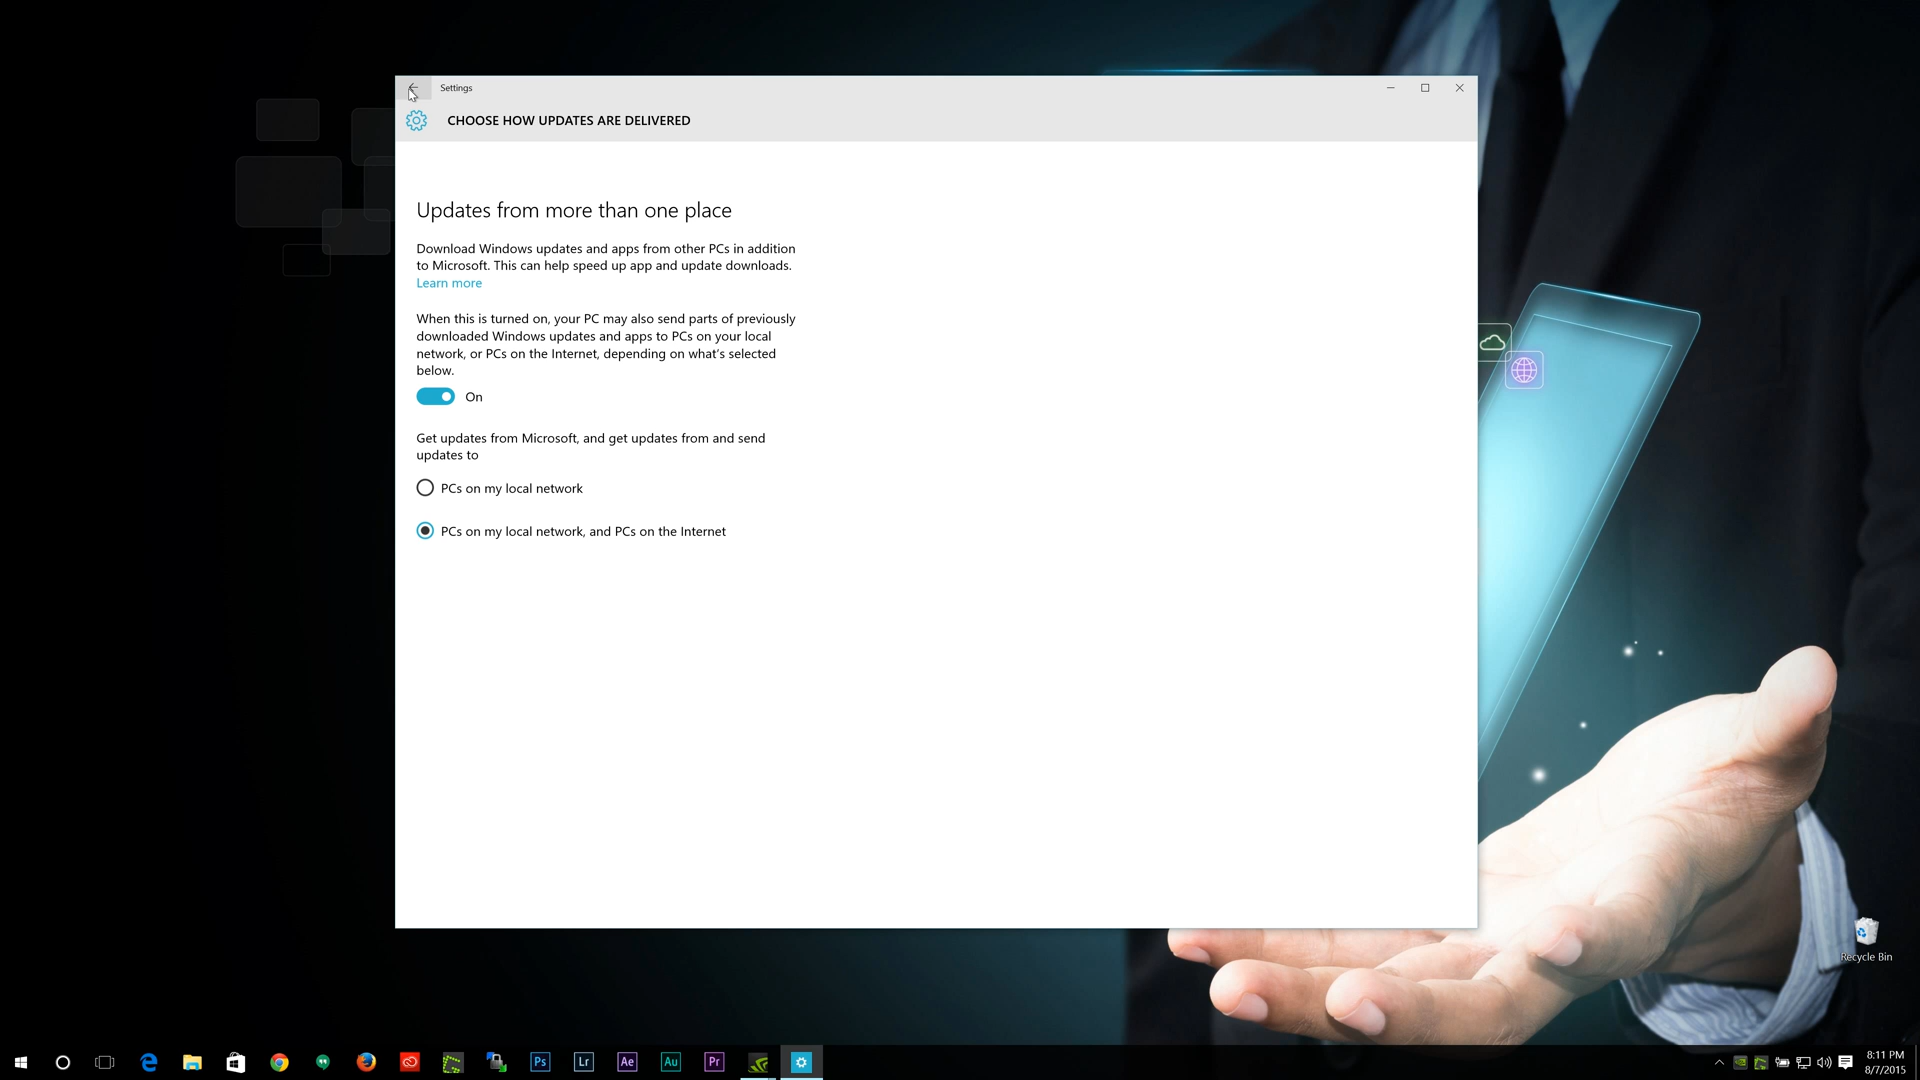 Settings
CHOOSE HOW UPDATES ARE DELIVERED
Updates from more than one place
Download Windows updates and apps from other PCs in addition
to Microsoft. This can help speed up app and update downloads.
Learn more
When this is turned on, your PC may also send parts of previously
downloaded Windows updates and apps to PCs on your local
network, or PCs on the Internet, depending on what's selected
below.
On
Get updates from Microsoft, and get updates from and send
updates to
PCs on my local network
PCs on my local network, and PCs on the Internet
Recycle Bin
Ps
Lr
Ae
Au
Pr
8:11 PM
8/7/2015